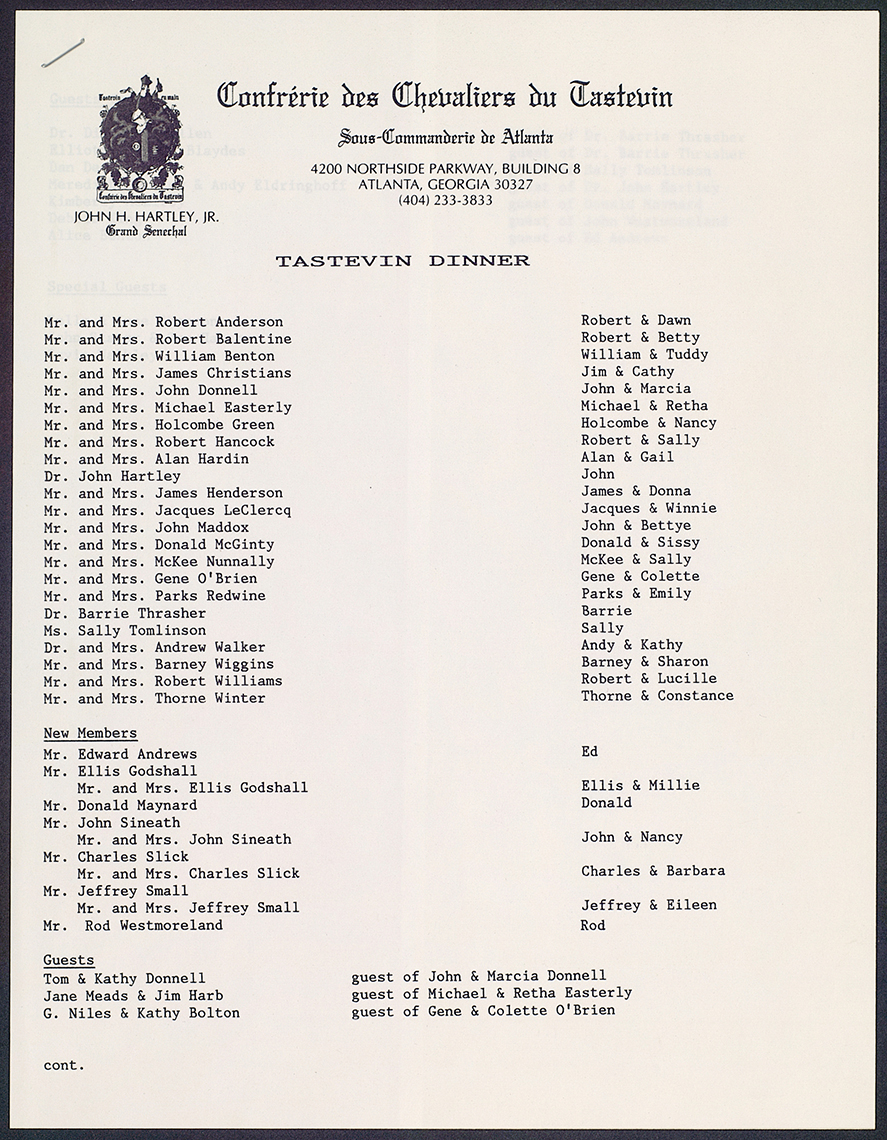 Confrérie des Chevaliers du Tastevin
Sous-Commanderie de Atlanta
4200 NORTHSIDE PARKWAY, BUILDING 8
ATLANTA, GEORGIA 30327
(404) 233-3833
Tastevin en main
Confrérie des Chevaliers du Tastevin
JOHN H. HARTLEY, JR.
Grand Senechal
TASTEVIN DINNER
Mr. and Mrs. Robert Anderson Robert & Dawn
Mr. and Mrs. Robert Balentine Robert & Betty
Mr. and Mrs. William Benton William & Tuddy
Mr. and Mrs. James Christians Jim & Cathy
Mr. and Mrs. John Donnell John & Marcia
Mr. and Mrs. Michael Easterly Michael & Retha
Mr. and Mrs. Holcombe Green Holcombe & Nancy
Mr. and Mrs. Robert Hancock Robert & Sally
Mr. and Mrs. Alan Hardin Alan & Gail
Dr. John Hartley John
Mr. and Mrs. James Henderson James & Donna
Mr. and Mrs. Jacques LeClercq Jacques & Winnie
Mr. and Mrs. John Maddox John & Bettye
Mr. and Mrs. Donald McGinty Donald & Sissy
Mr. and Mrs. McKee Nunnally McKee & Sally
Mr. and Mrs. Gene O'Brien Gene & Colette
Mr. and Mrs. Parks Redwine Parks & Emily
Dr. Barrie Thrasher Barrie
Ms. Sally Tomlinson Sally
Dr. and Mrs. Andrew Walker Andy & Kathy
Mr. and Mrs. Barney Wiggins Barney & Sharon
Mr. and Mrs. Robert Williams Robert & Lucille
Mr. and Mrs. Thorne Winter Thorne & Constance
New Members
Mr. Edward Andrews Ed
Mr. Ellis Godshall
Mr. and Mrs. Ellis Godshall Ellis & Millie
Mr. Donald Maynard Donald
Mr. John Sineath
Mr. and Mrs. John Sineath John & Nancy
Mr. Charles Slick
Mr. and Mrs. Charles Slick Charles & Barbara
Mr. Jeffrey Small
Mr. and Mrs. Jeffrey Small Jeffrey & Eileen
Mr. Rod Westmoreland Rod
Guests
Tom & Kathy Donnell guest of John & Marcia Donnell
Jane Meads & Jim Harb guest of Michael & Retha Easterly
G. Niles & Kathy Bolton guest of Gene & Colette O'Brien
cont.